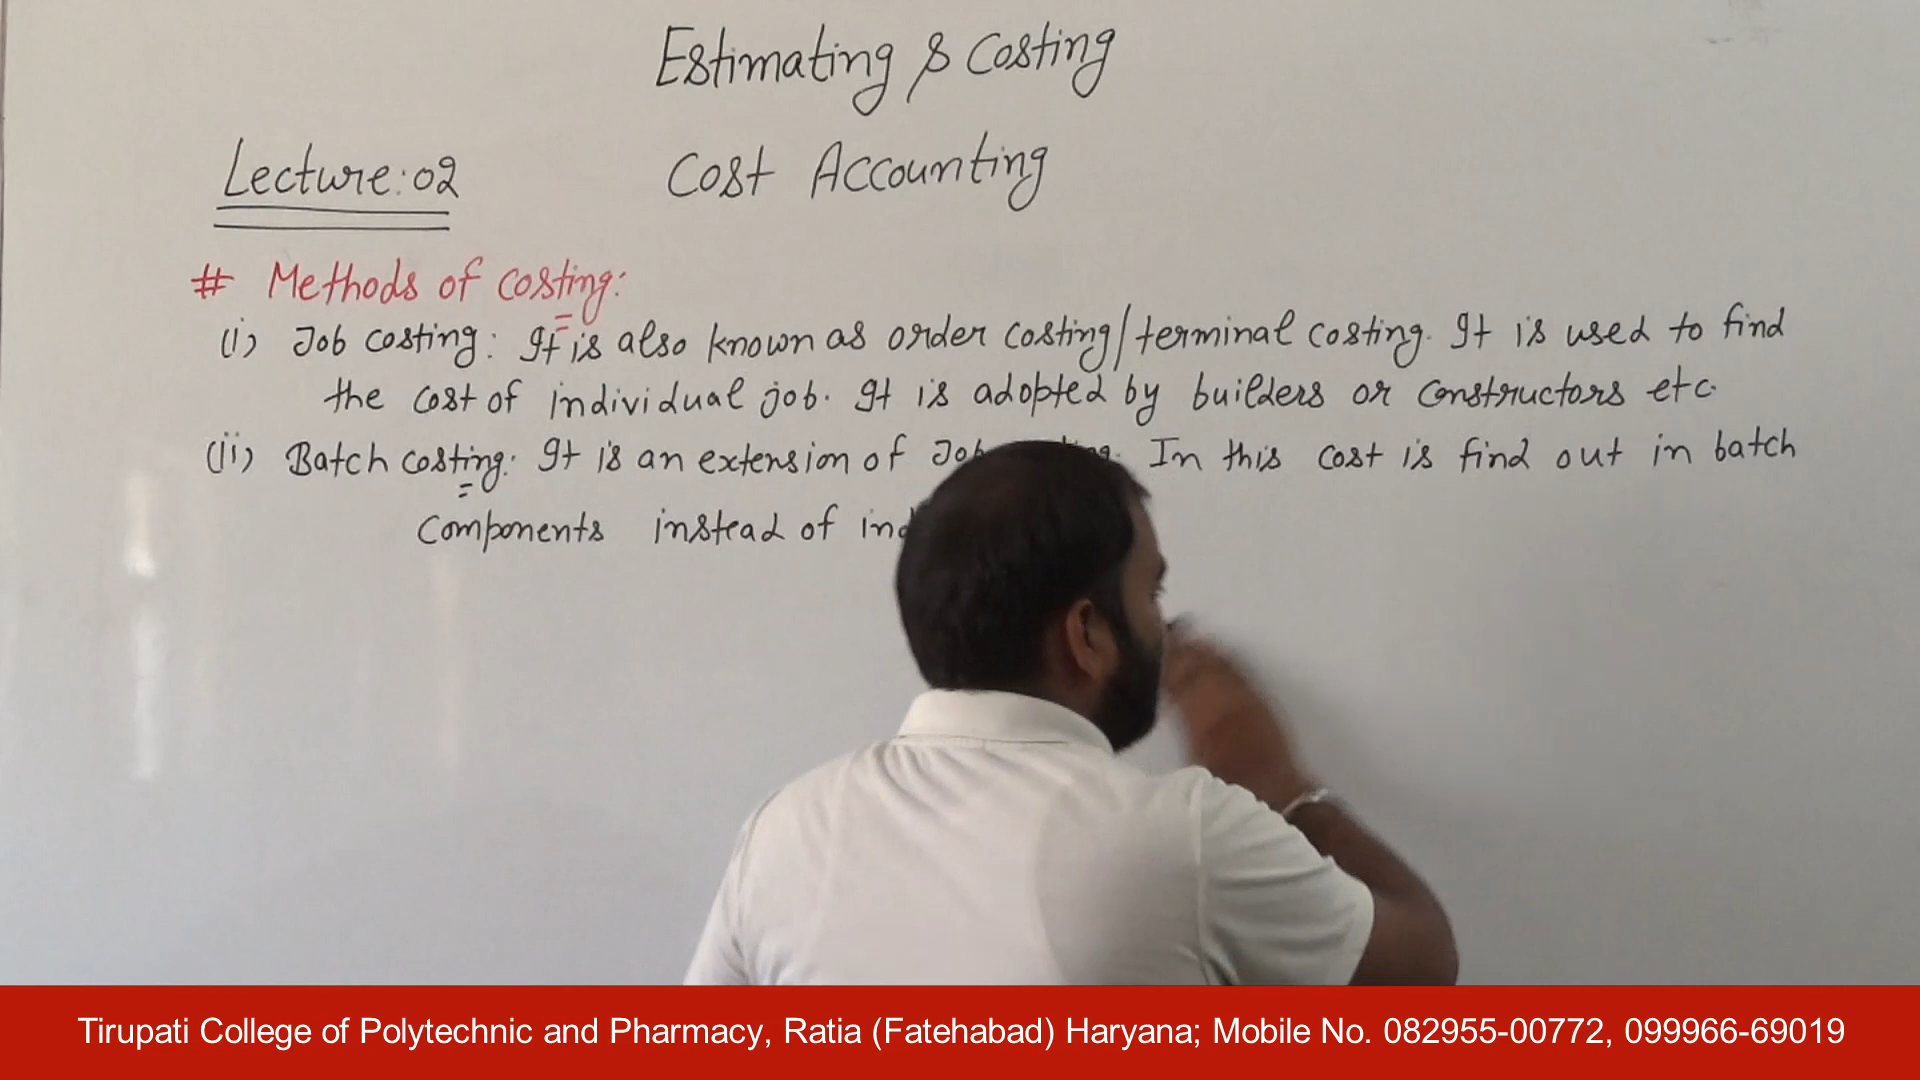 Estimating & Costing
Lecture:02 Cost Accounting
# Methods of costing:
(i) Job costing: It is also known as order costing/terminal costing. It is used to find
the cost of individual job. It is adopted by builders or constructors etc.
(ii) Batch costing: It is an extension of Job In this cost is find out in batch
Components instead of
Tirupati College of Polytechnic and Pharmacy, Ratia (Fatehabad) Haryana; Mobile No. 082955-00772, 099966-69019